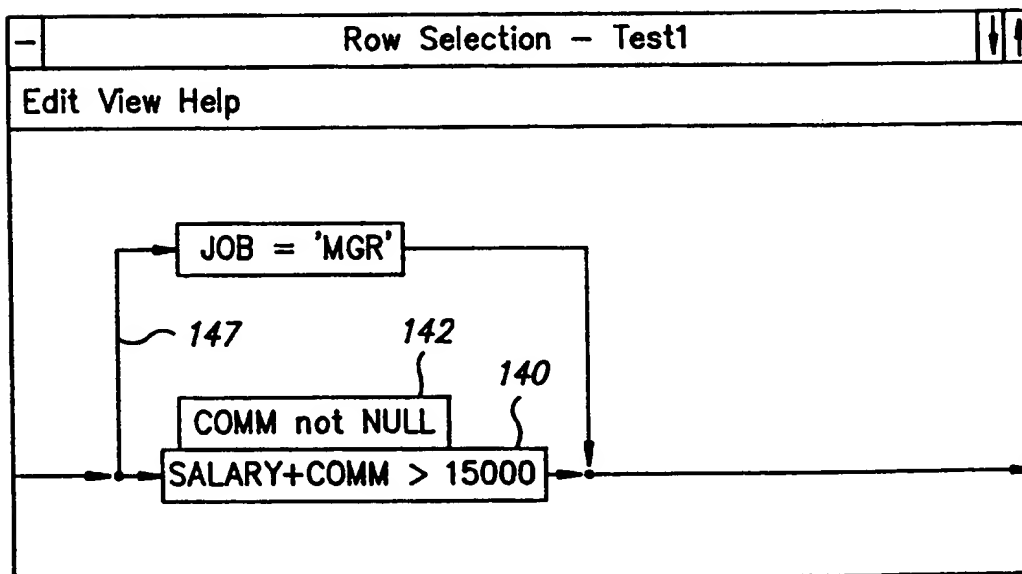 Row Selection – Test1
Edit View Help
JOB = 'MGR'
147
142
140
COMM not NULL
SALARY+COMM > 15000